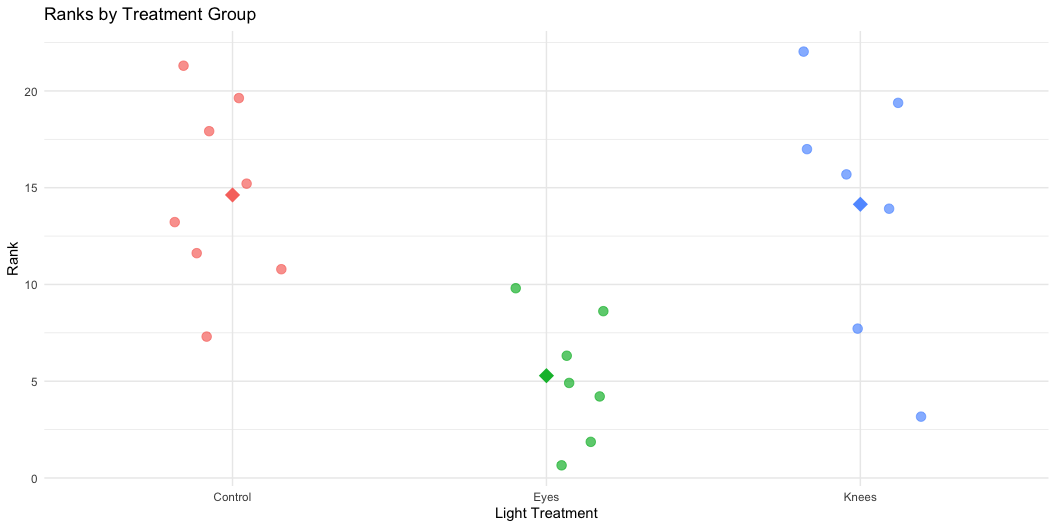 Ranks by Treatment Group
Rank
20
15
10
5
0
Control Eyes Knees
Light Treatment